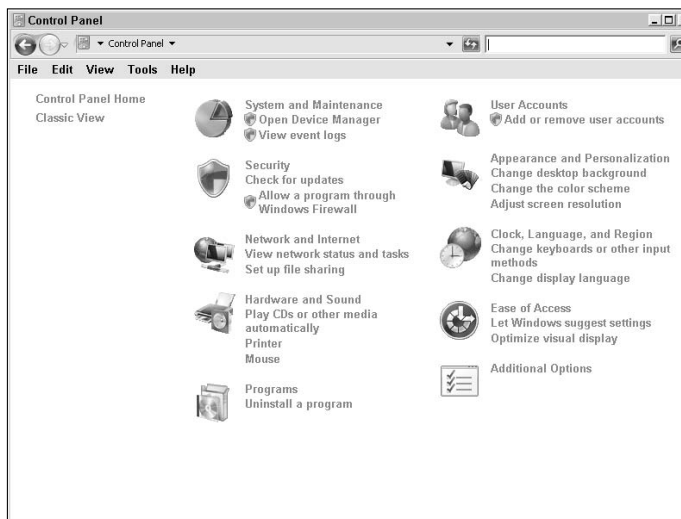 Control Panel
Control Panel
File Edit View Tools Help
Control Panel Home
Classic View
System and Maintenance
Open Device Manager
View event logs
Security
Check for updates
Allow a program through
Windows Firewall
Network and Internet
View network status and tasks
Set up file sharing
Hardware and Sound
Play CDs or other media
automatically
Printer
Mouse
Programs
Uninstall a program
User Accounts
Add or remove user accounts
Appearance and Personalization
Change desktop background
Change the color scheme
Adjust screen resolution
Clock, Language, and Region
Change keyboards or other input
methods
Change display language
Ease of Access
Let Windows suggest settings
Optimize visual display
Additional Options